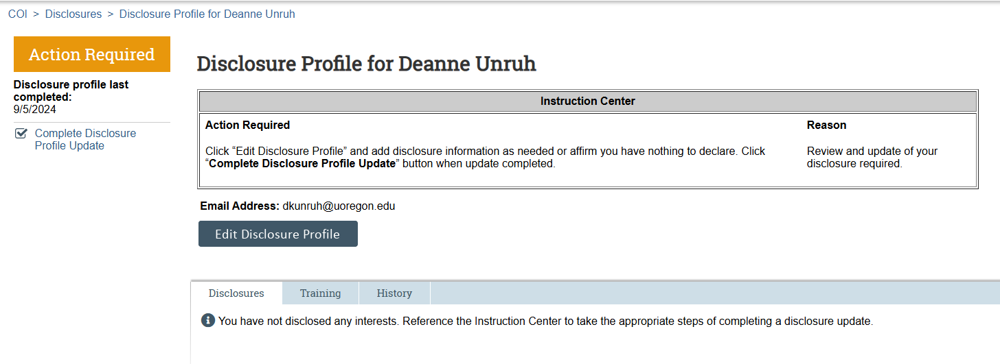 COI > Disclosures > Disclosure Profile for Deanne Unruh
Action Required
Disclosure profile last
completed:
9/5/2024
Complete Disclosure
Profile Update
Disclosure Profile for Deanne Unruh
Instruction Center
Action Required
Click “Edit Disclosure Profile” and add disclosure information as needed or affirm you have nothing to declare. Click
“Complete Disclosure Profile Update” button when update completed.
Reason
Review and update of your
disclosure required.
Email Address: dkunruh@uoregon.edu
Edit Disclosure Profile
Disclosures Training History
You have not disclosed any interests. Reference the Instruction Center to take the appropriate steps of completing a disclosure update.